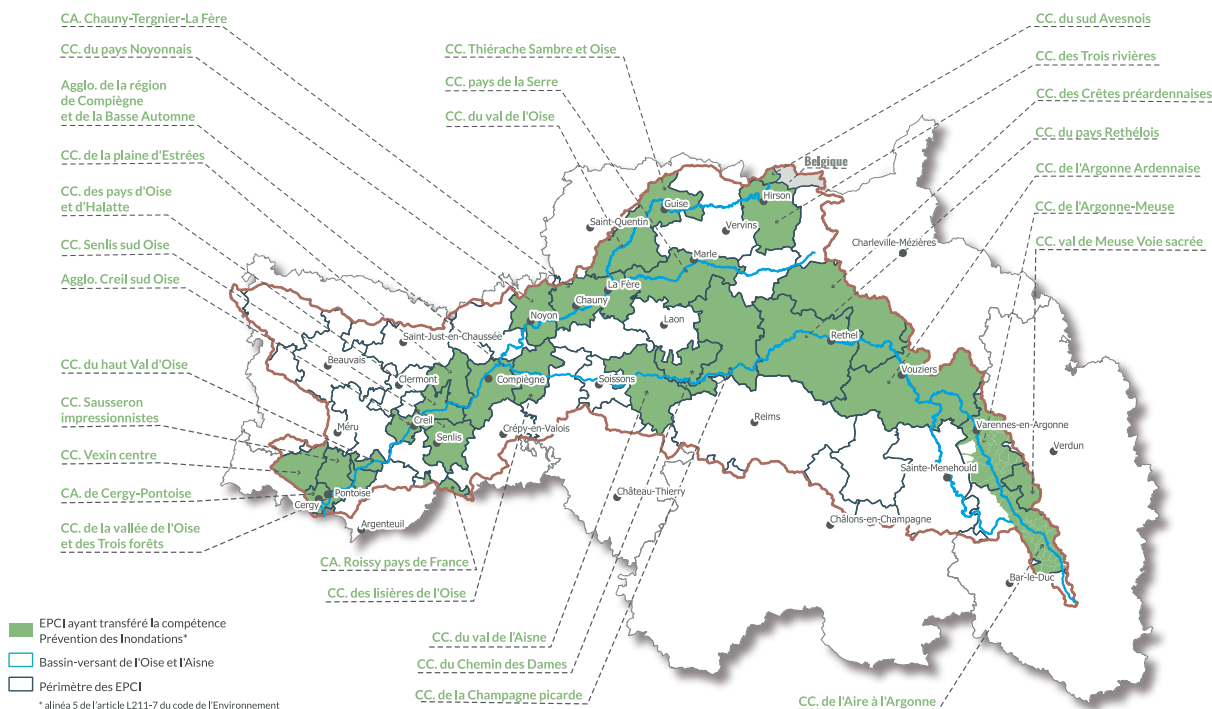 CA. Chauny-Tergnier-La Fère
CC. du pays Noyonnais
Agglo. de la région
de Compiègne
et de la Basse Automne
CC. de la plaine d'Estrées
CC. des pays d'Oise
et d'Halatte
CC. Senlis sud Oise
Agglo. Creil sud Oise
CC. du haut Val d'Oise
CC. Sausseron
impressionnistes
CC. Vexin centre
CA. de Cergy-Pontoise
CC. de la vallée de l'Oise
et des Trois forêts
CC. Thiérache Sambre et Oise
CC. pays de la Serre
CC. du val de l'Oise
CC. du sud Avesnois
CC. des Trois rivières
CC. des Crêtes préardennaises
CC. du pays Rethélois
CC. de l'Argonne Ardennaise
CC. de l'Argonne-Meuse
CC. val de Meuse Voie sacrée
Belgique
Hirson
Guise
Saint-Quentin
Vervins
Charleville-Mézières
Marle
La Fère
Chauny
Noyon
Laon
Rethel
Saint-Just-en-Chaussée
Beauvais
Clermont
Compiègne
Soissons
Vouziers
Creil
Méru
Senlis
Crépy-en-Valois
Reims
Varennes-en-Argonne
Verdun
Sainte-Menehould
Pontoise
Cergy
Argenteuil
Château-Thierry
Châlons-en-Champagne
Bar-le-Duc
CA. Roissy pays de France
CC. des lisières de l'Oise
CC. du val de l'Aisne
CC. du Chemin des Dames
CC. de la Champagne picarde
CC. de l'Aire à l'Argonne
EPCI ayant transféré la compétence
Prévention des Inondations*
Bassin-versant de l'Oise et l'Aisne
Périmètre des EPCI
* alinéa 5 de l'article L211-7 du code de l'Environnement